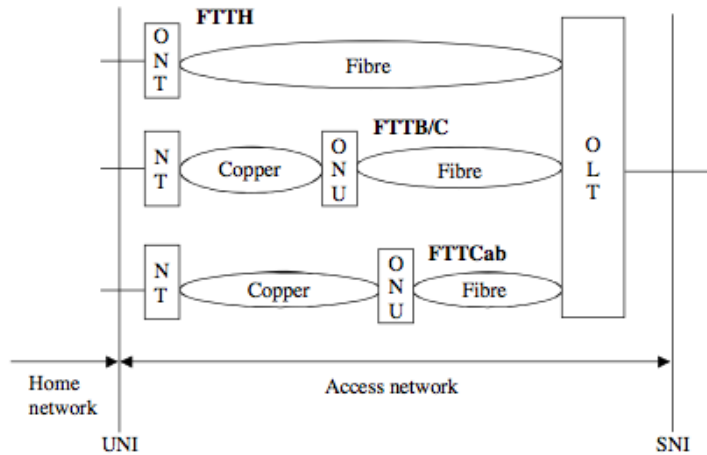 FTTH
O
N
T
Fibre
FTTB/C
N
T
Copper
O
N
U
Fibre
O
L
T
FTTCab
N
T
Copper
O
N
U
Fibre
Home
network
Access network
UNI
SNI